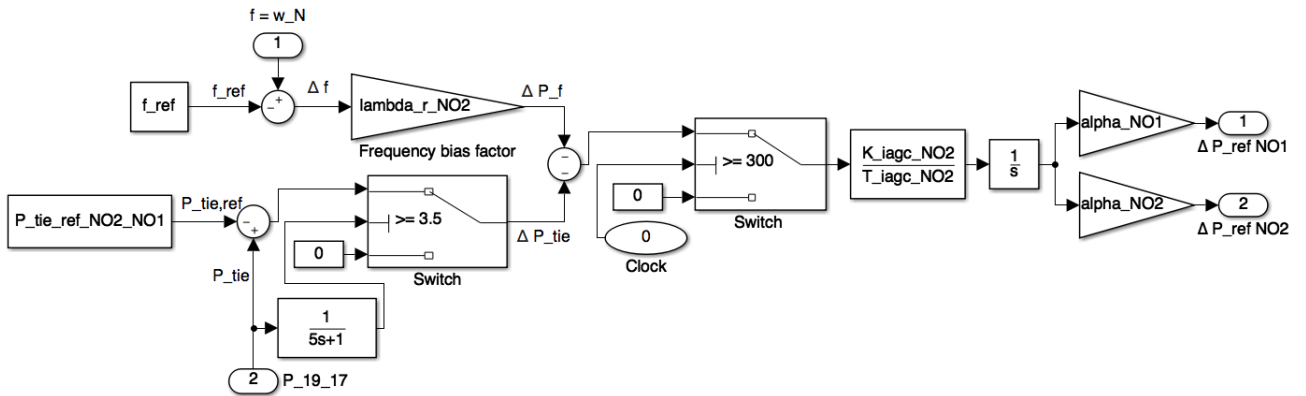 f = w_N
1
f_ref
f_ref
- +
Δ f
lambda_r_NO2
Frequency bias factor
Δ P_f
P_tie_ref_NO2_NO1
P_tie,ref
-
+
P_tie
>= 3.5
0
Switch
Δ P_tie
1
5s+1
2
P_19_17
-
-
>= 300
0
Switch
0
Clock
K_iagc_NO2
T_iagc_NO2
1
s
alpha_NO1
1
Δ P_ref NO1
alpha_NO2
2
Δ P_ref NO2